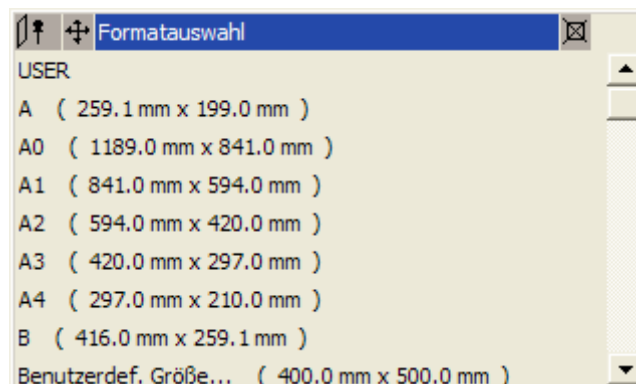 Formatauswahl
USER
A ( 259.1 mm x 199.0 mm )
A0 ( 1189.0 mm x 841.0 mm )
A1 ( 841.0 mm x 594.0 mm )
A2 ( 594.0 mm x 420.0 mm )
A3 ( 420.0 mm x 297.0 mm )
A4 ( 297.0 mm x 210.0 mm )
B ( 416.0 mm x 259.1 mm )
Benutzerdef. Größe... ( 400.0 mm x 500.0 mm )